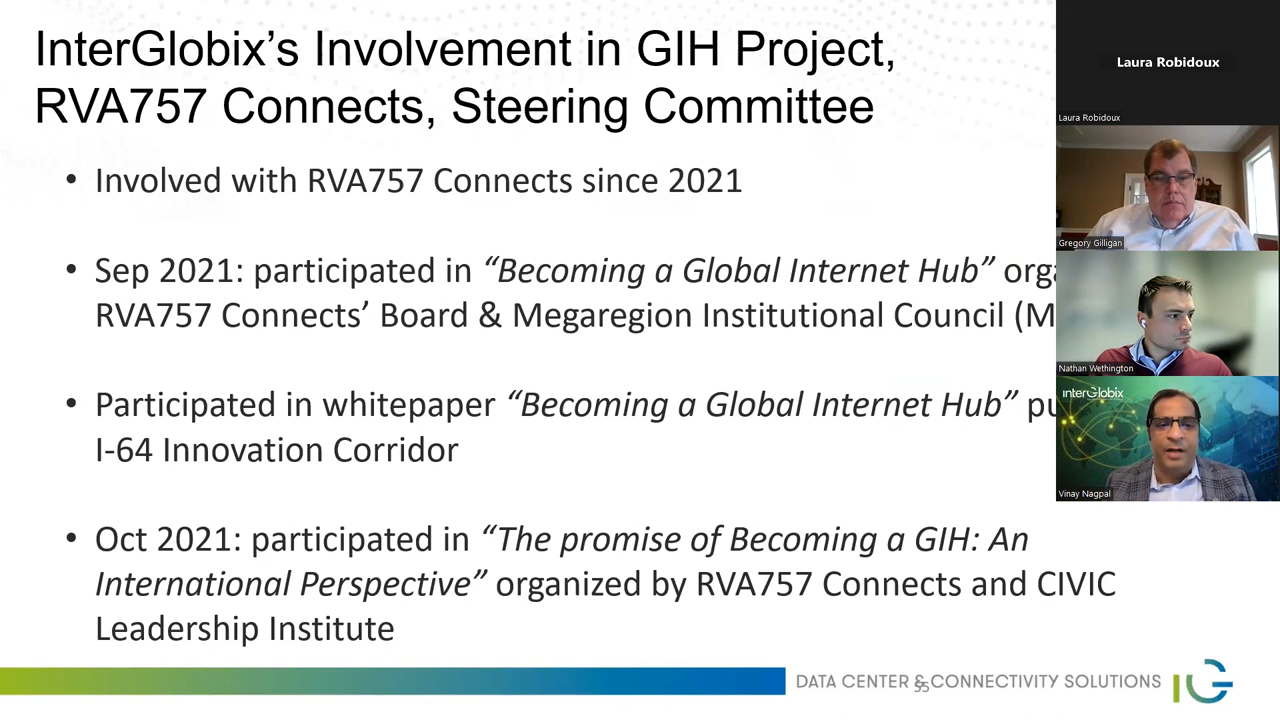 InterGlobix’s Involvement in GIH Project,
RVA757 Connects, Steering Committee
• Involved with RVA757 Connects since 2021
• Sep 2021: participated in “Becoming a Global Internet Hub”
RVA757 Connects’ Board & Megaregion Institutional Council (M
• Participated in whitepaper “Becoming a Global Internet Hub”
I-64 Innovation Corridor
• Oct 2021: participated in “The promise of Becoming a GIH: An
International Perspective” organized by RVA757 Connects and CIVIC
Leadership Institute
DATA CENTER & CONNECTIVITY SOLUTIONS
55
IG
Laura Robidoux
Laura Robidoux
Gregory Gilligan
Nathan Wethington
interGlobix
Vinay Nagpal